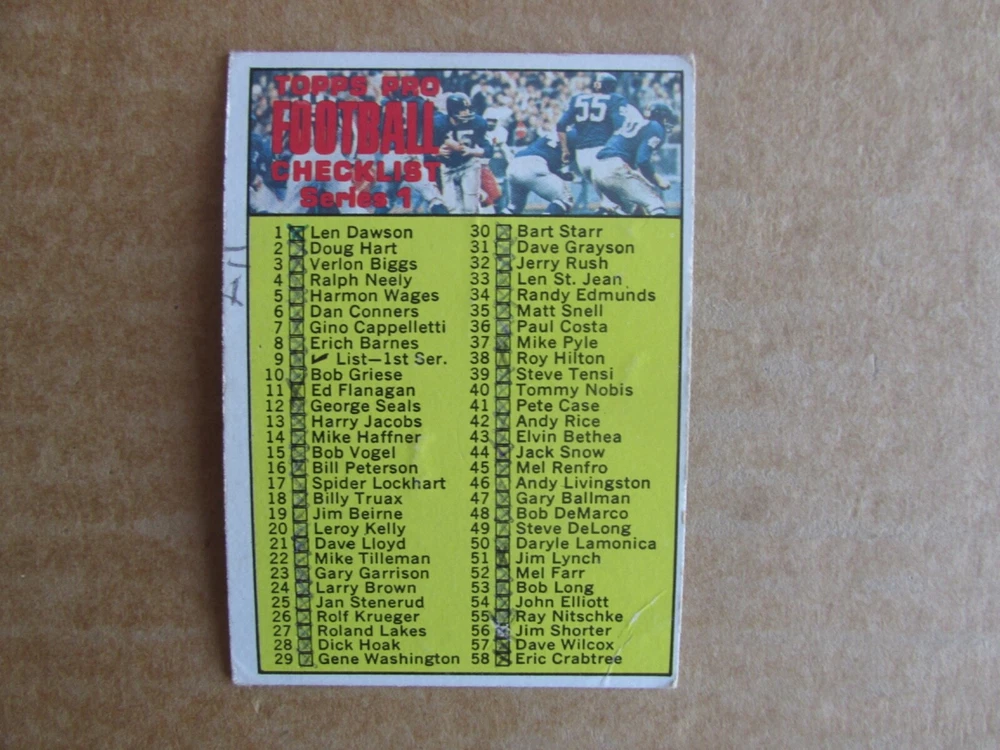 TOPPS PRO
FOOTBALL
CHECKLIST
Series 1
55
15
1 Len Dawson
2 Doug Hart
3 Verlon Biggs
4 Ralph Neely
5 Harmon Wages
6 Dan Conners
7 Gino Cappelletti
8 Erich Barnes
9 ✓ List—1st Ser.
10 Bob Griese
11 Ed Flanagan
12 George Seals
13 Harry Jacobs
14 Mike Haffner
15 Bob Vogel
16 Bill Peterson
17 Spider Lockhart
18 Billy Truax
19 Jim Beirne
20 Leroy Kelly
21 Dave Lloyd
22 Mike Tilleman
23 Gary Garrison
24 Larry Brown
25 Jan Stenerud
26 Rolf Krueger
27 Roland Lakes
28 Dick Hoak
29 Gene Washington
30 Bart Starr
31 Dave Grayson
32 Jerry Rush
33 Len St. Jean
34 Randy Edmunds
35 Matt Snell
36 Paul Costa
37 Mike Pyle
38 Roy Hilton
39 Steve Tensi
40 Tommy Nobis
41 Pete Case
42 Andy Rice
43 Elvin Bethea
44 Jack Snow
45 Mel Renfro
46 Andy Livingston
47 Gary Ballman
48 Bob DeMarco
49 Steve DeLong
50 Daryle Lamonica
51 Jim Lynch
52 Mel Farr
53 Bob Long
54 John Elliott
55 Ray Nitschke
56 Jim Shorter
57 Dave Wilcox
58 Eric Crabtree